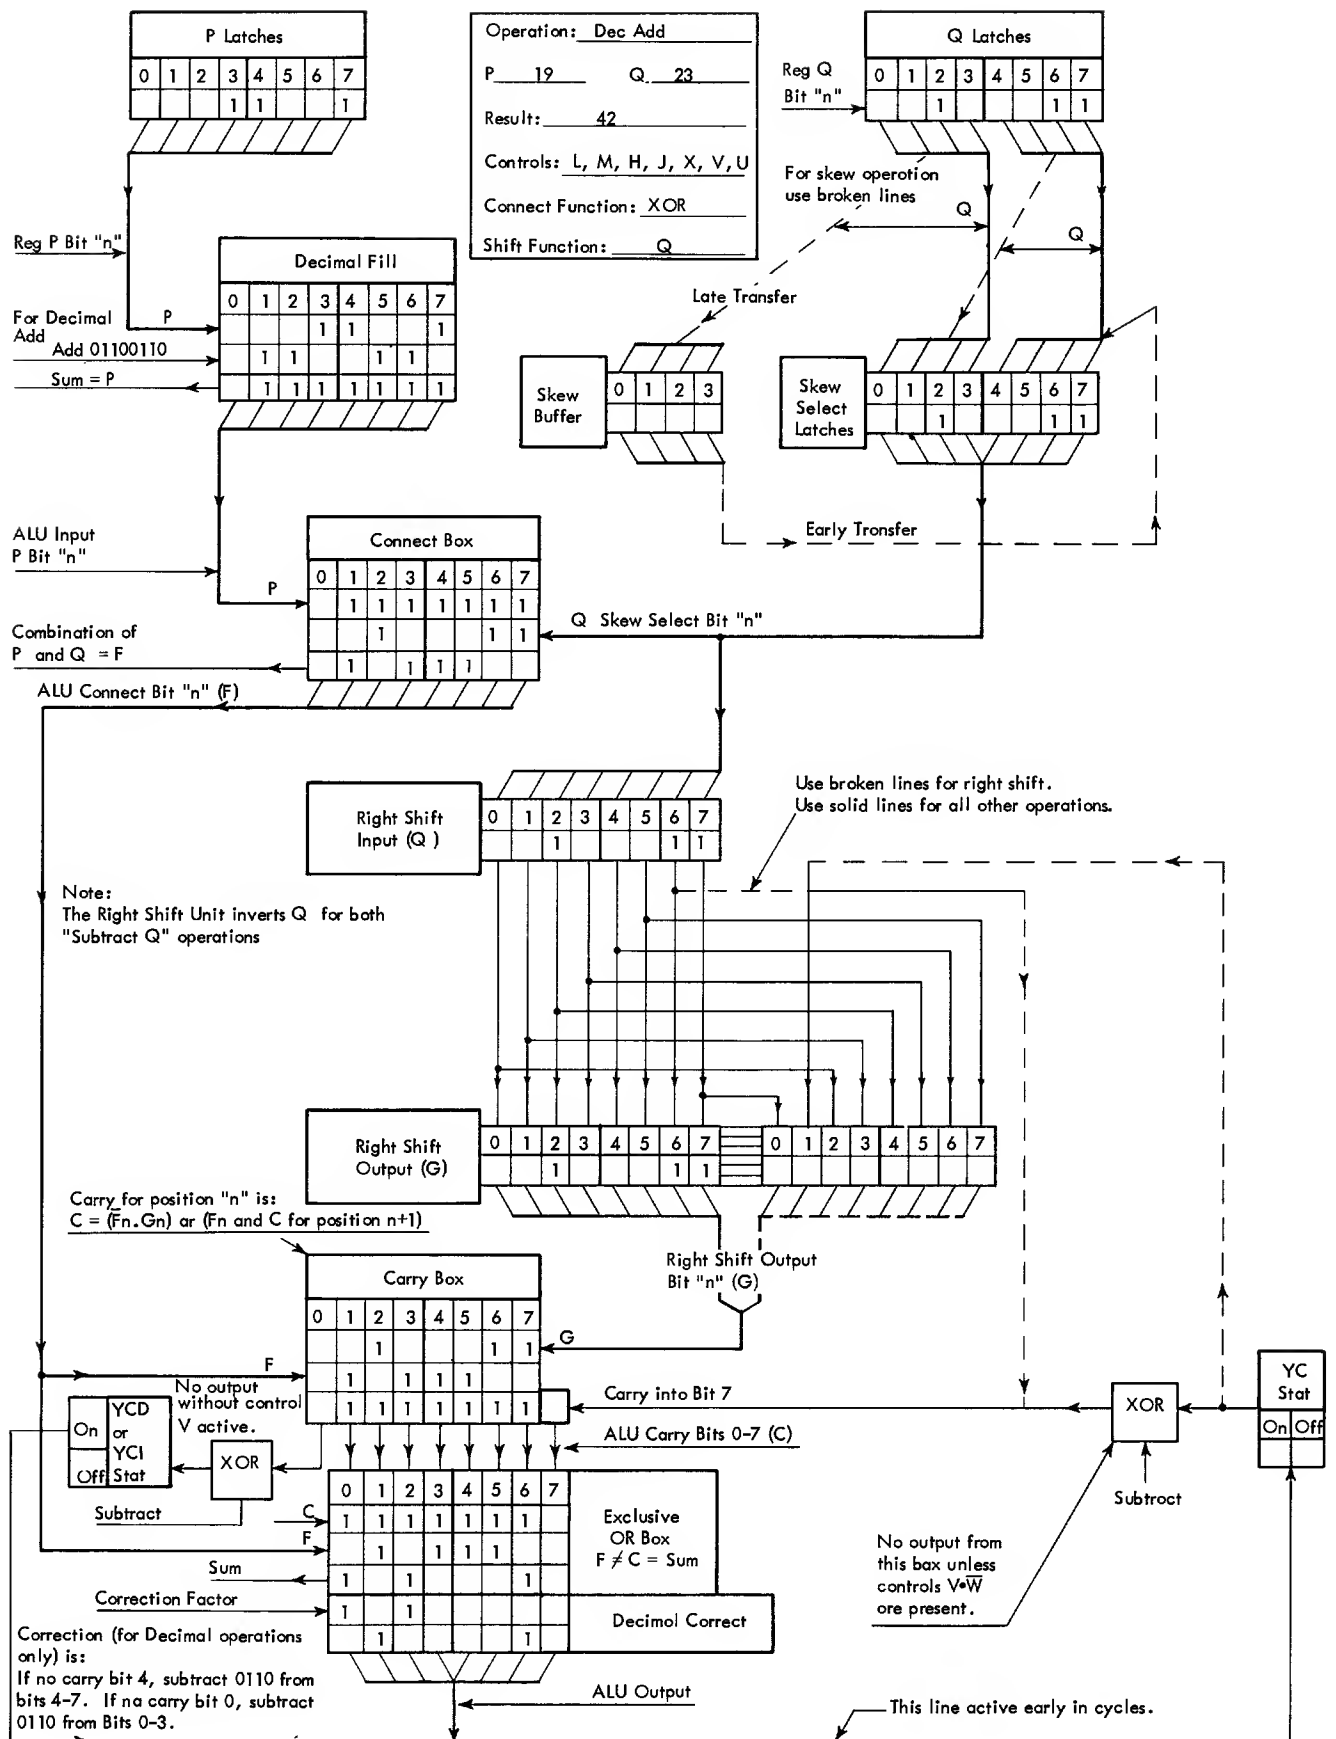 P Latches
0 1 2 3 4 5 6 7
1 1 1
Operation: Dec Add
P 19 Q 23
Result: 42
Controls: L, M, H, J, X, V, U
Connect Function: XOR
Shift Function: Q
Q Latches
Reg Q
Bit "n"
0 1 2 3 4 5 6 7
1 1 1
For skew operotion
use broken lines
Q
Q
Reg P Bit "n"
Decimal Fill
0 1 2 3 4 5 6 7
P
1 1 1
For Decimal
Add
Add 01100110
1 1 1 1
Sum = P
1 1 1 1 1 1 1
Late Transfer
Skew
Buffer
0 1 2 3
Skew
Select
Latches
0 1 2 3 4 5 6 7
1 1 1
Early Tronsfer
ALU Input
P Bit "n"
Connect Box
0 1 2 3 4 5 6 7
P
1 1 1 1 1 1 1
Q Skew Select Bit "n"
1 1 1
Combination of
P and Q = F
1 1 1 1
ALU Connect Bit "n" (F)
Use broken lines for right shift.
Use solid lines for all other operations.
Right Shift
Input (Q )
0 1 2 3 4 5 6 7
1 1 1
Note:
The Right Shift Unit inverts Q for both
"Subtract Q" operations
Right Shift
Output (G)
0 1 2 3 4 5 6 7
1 1 1
0 1 2 3 4 5 6 7
Carry for position "n" is:
C = (F̅n.Gn) ar (Fn and C for position n+1)
Right Shift Output
Bit "n" (G)
Carry Box
0 1 2 3 4 5 6 7
1 1 1
G
F
1 1 1 1
1 1 1 1 1 1 1
Carry into Bit 7
ALU Carry Bits 0-7 (C)
XOR
Subtroct
YC
Stat
On Off
No output
without control
V active.
On
Off
YCD
or
YCI
Stat
XOR
Subtract
0 1 2 3 4 5 6 7
C
1 1 1 1 1 1 1
F
1 1 1 1
Sum
1 1 1
Exclusive
OR Box
F ≠ C = Sum
Correction Factor
1 1
1 1
Decimol Correct
No output from
this bax unless
controls V•W̅
ore present.
Correction (for Decimal operations
only) is:
If no carry bit 4, subtract 0110 from
bits 4-7. If na carry bit 0, subtract
0110 from Bits 0-3.
ALU Output
This line active early in cycles.